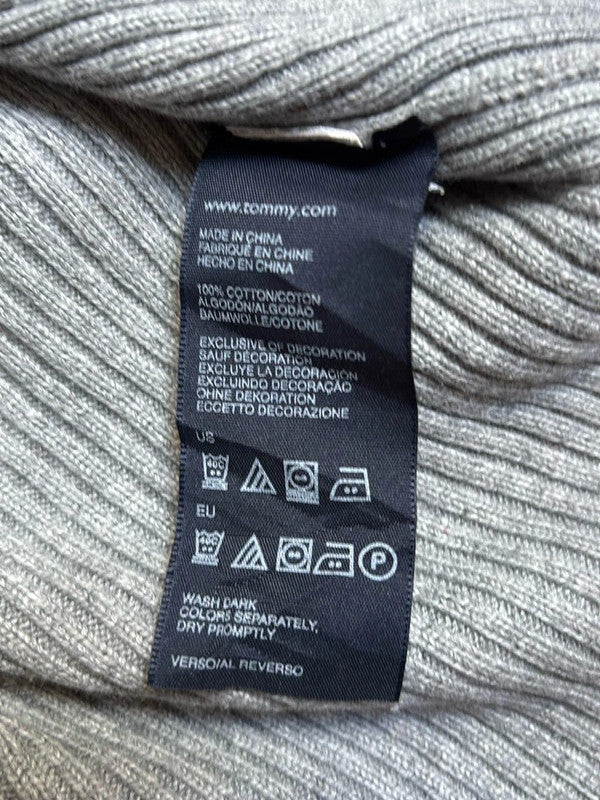 www.tommy.com
MADE IN CHINA
FABRIQUÉ EN CHINE
HECHO EN CHINA
100% COTTON/COTON
ALGODÓN/ALGODÃO
BAUMWOLLE/COTONE
EXCLUSIVE OF DECORATION
SAUF DÉCORATION
EXCLUYE LA DECORACIÓN
EXCLUINDO DECORAÇÃO
OHNE DEKORATION
ECCETTO DECORAZIONE
US
40C
EU
40C P
WASH DARK
COLORS SEPARATELY,
DRY PROMPTLY
VERSO/AL REVERSO